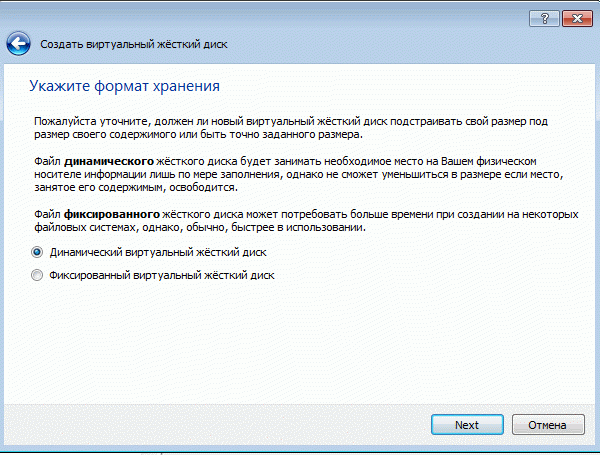 ?
Создать виртуальный жёсткий диск
Укажите формат хранения
Пожалуйста уточните, должен ли новый виртуальный жёсткий диск подстраивать свой размер под
размер своего содержимого или быть точно заданного размера.
Файл динамического жёсткого диска будет занимать необходимое место на Вашем физическом
носителе информации лишь по мере заполнения, однако не сможет уменьшиться в размере если место,
занятое его содержимым, освободится.
Файл фиксированного жёсткого диска может потребовать больше времени при создании на некоторых
файловых системах, однако, обычно, быстрее в использовании.
Динамический виртуальный жёсткий диск
Фиксированный виртуальный жёсткий диск
Next
Отмена